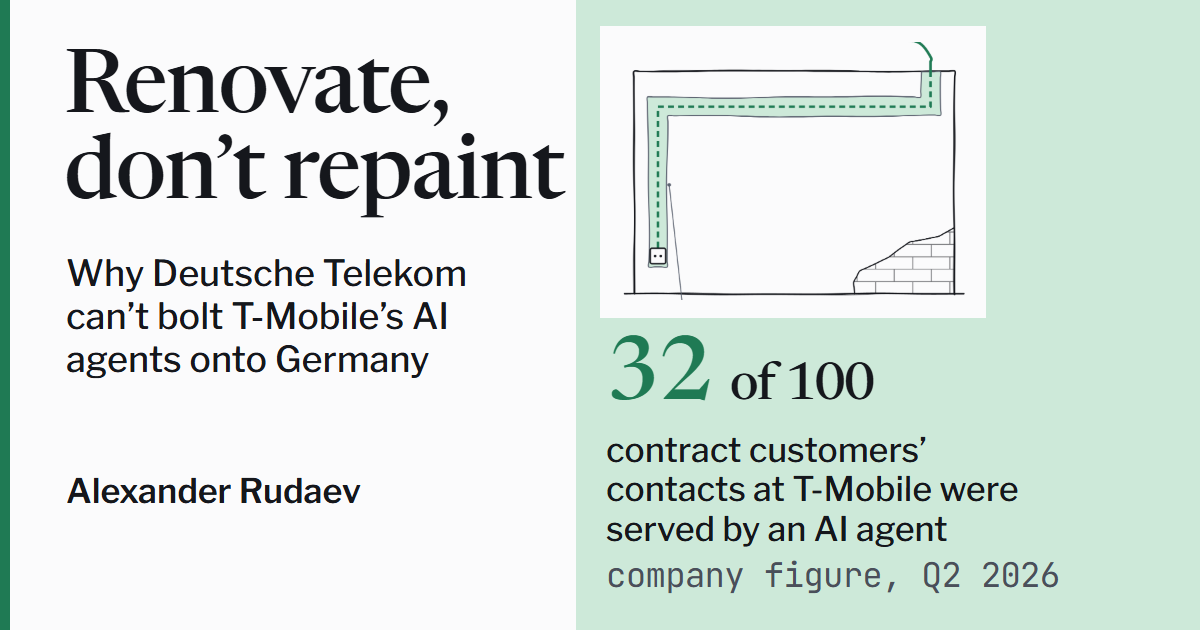 Renovate,
don’t repaint
Why Deutsche Telekom
can’t bolt T-Mobile’s AI
agents onto Germany
Alexander Rudaev
32 of 100
contract customers’
contacts at T-Mobile were
served by an AI agent
company figure, Q2 2026